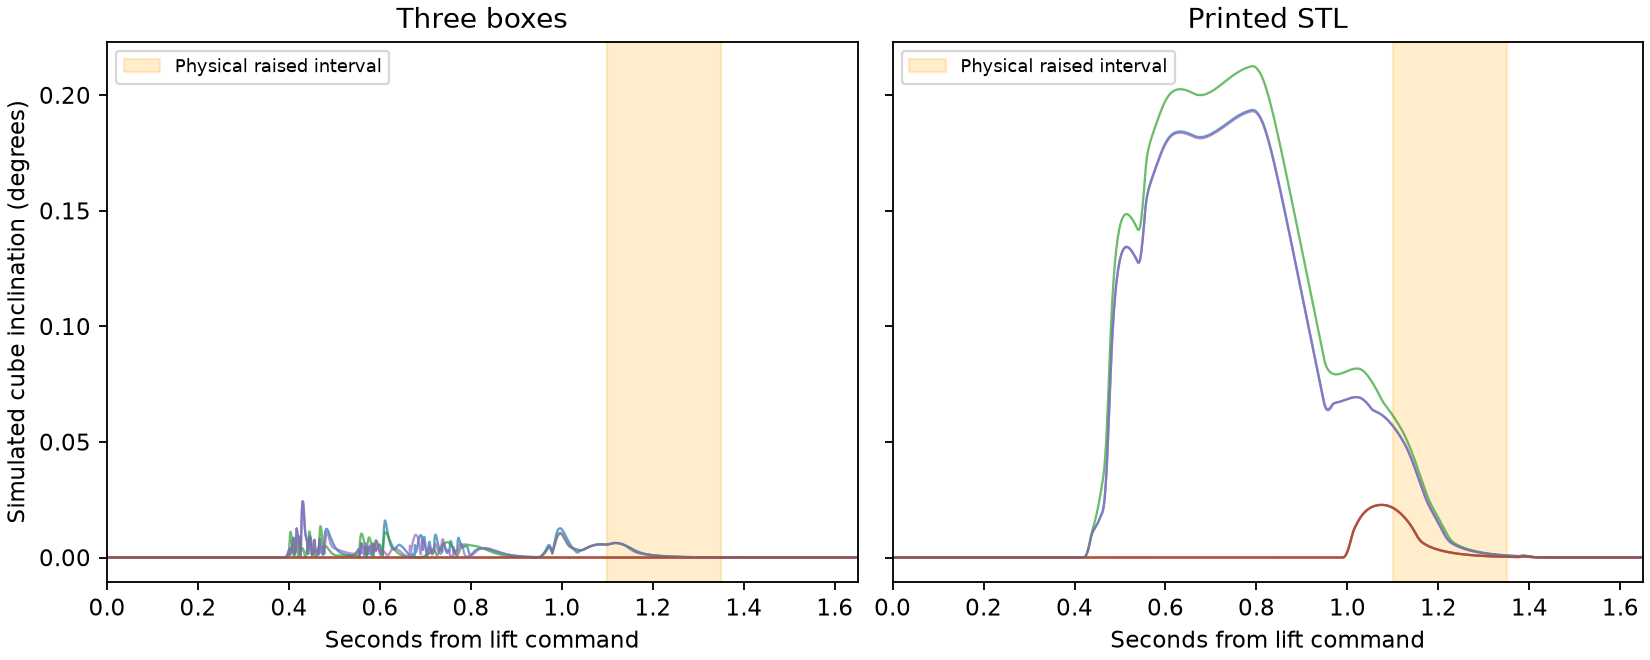 Three boxes
Printed STL
Physical raised interval
Physical raised interval
Simulated cube inclination (degrees)
0.20
0.15
0.10
0.05
0.00
0.0 0.2 0.4 0.6 0.8 1.0 1.2 1.4 1.6
0.0 0.2 0.4 0.6 0.8 1.0 1.2 1.4 1.6
Seconds from lift command
Seconds from lift command